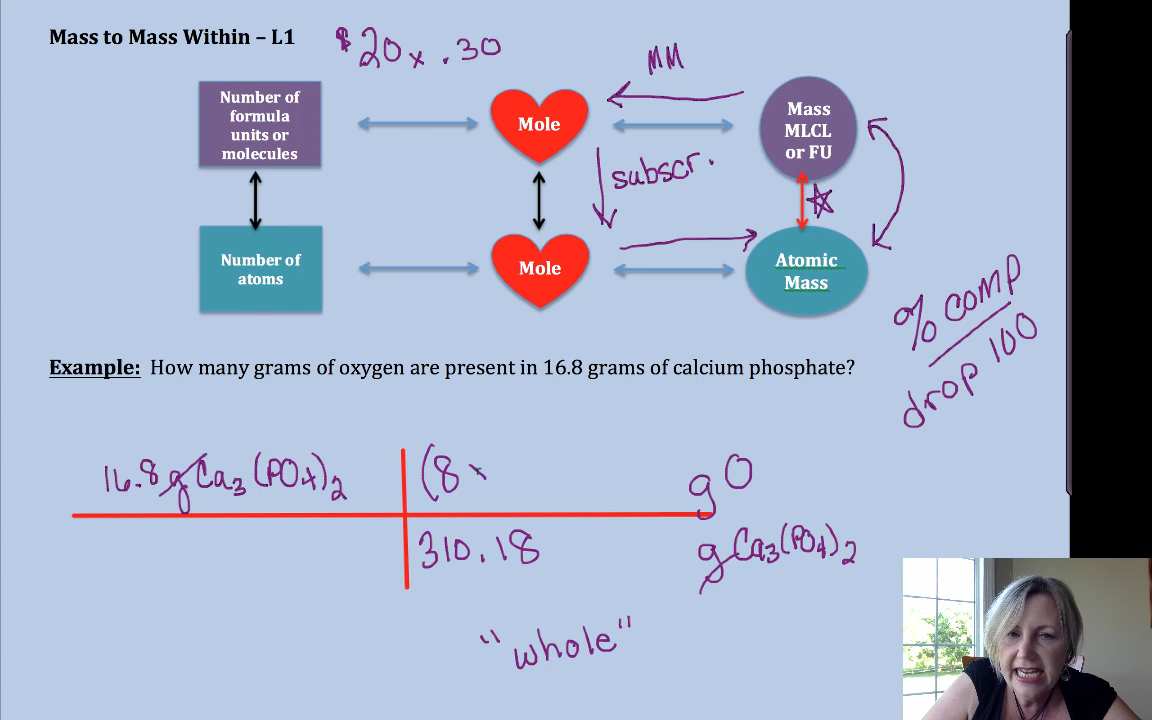 Mass to Mass Within – L1
$20 x .30
MM
Number of
formula
units or
molecules
Mole
Mass
MLCL
or FU
subscr.
Number of
atoms
Mole
Atomic
Mass
% comp
drop 100
Example: How many grams of oxygen are present in 16.8 grams of calcium phosphate?
16.8 g Ca3(PO4)2
(8 x
g O
310.18
g Ca3(PO4)2
"whole"